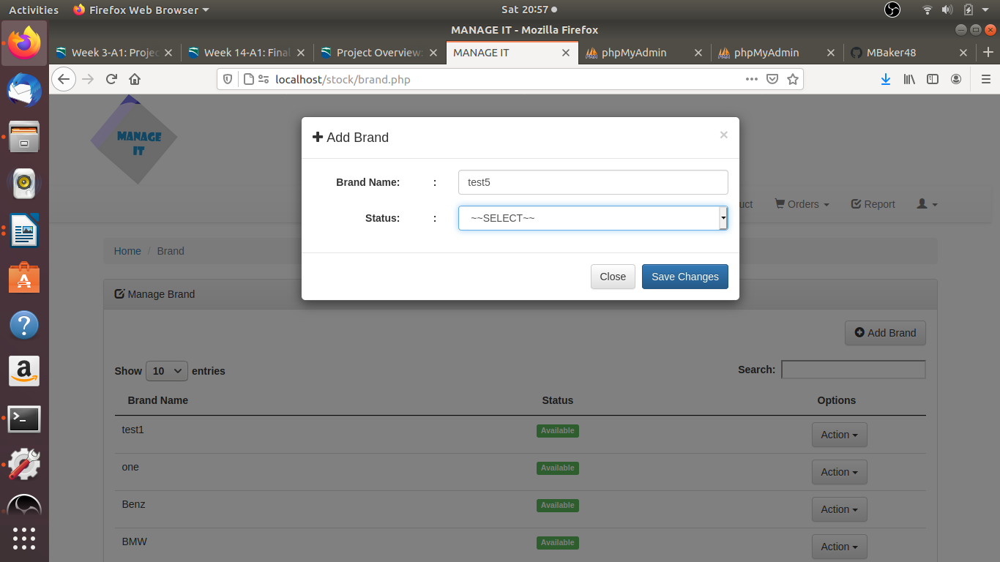 Activities Firefox Web Browser Sat 20:57
MANAGE IT - Mozilla Firefox
Week 3-A1: Projec Week 14-A1: Final Project Overview: MANAGE IT phpMyAdmin phpMyAdmin MBaker48
localhost/stock/brand.php
MANAGE
IT
Add Brand ×
Brand Name: : test5
Status: : ~~SELECT~~
Close Save Changes
uct Orders Report
Home / Brand
Manage Brand
Add Brand
Show 10 entries Search:
Brand Name Status Options
test1 Available Action
one Available Action
Benz Available Action
BMW Available Action